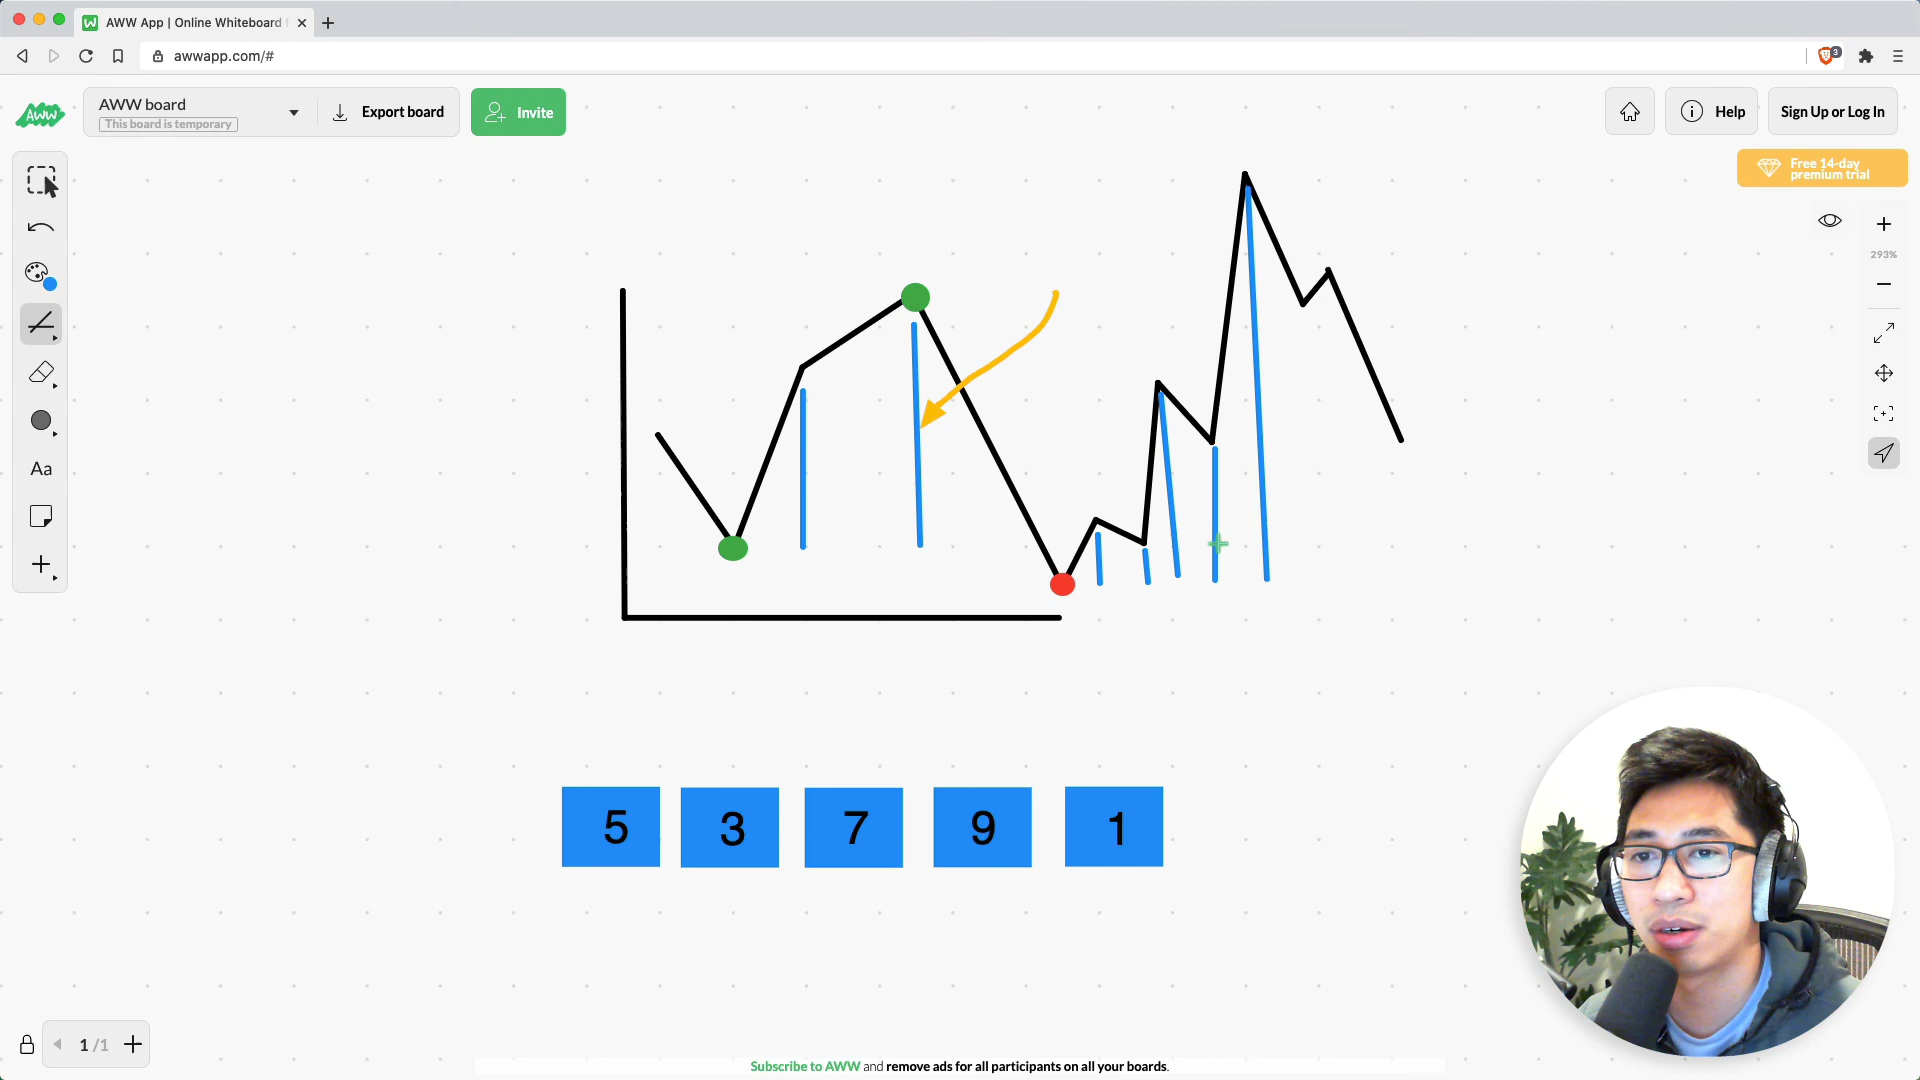 AWW App | Online Whiteboard f
awwapp.com/#
3
AWW
AWW board
This board is temporary
Export board
Invite
Help
Sign Up or Log In
Free 14-day
premium trial
293%
Aa
5 3 7 9 1
1 /1
Subscribe to AWW and remove ads for all participants on all your boards.